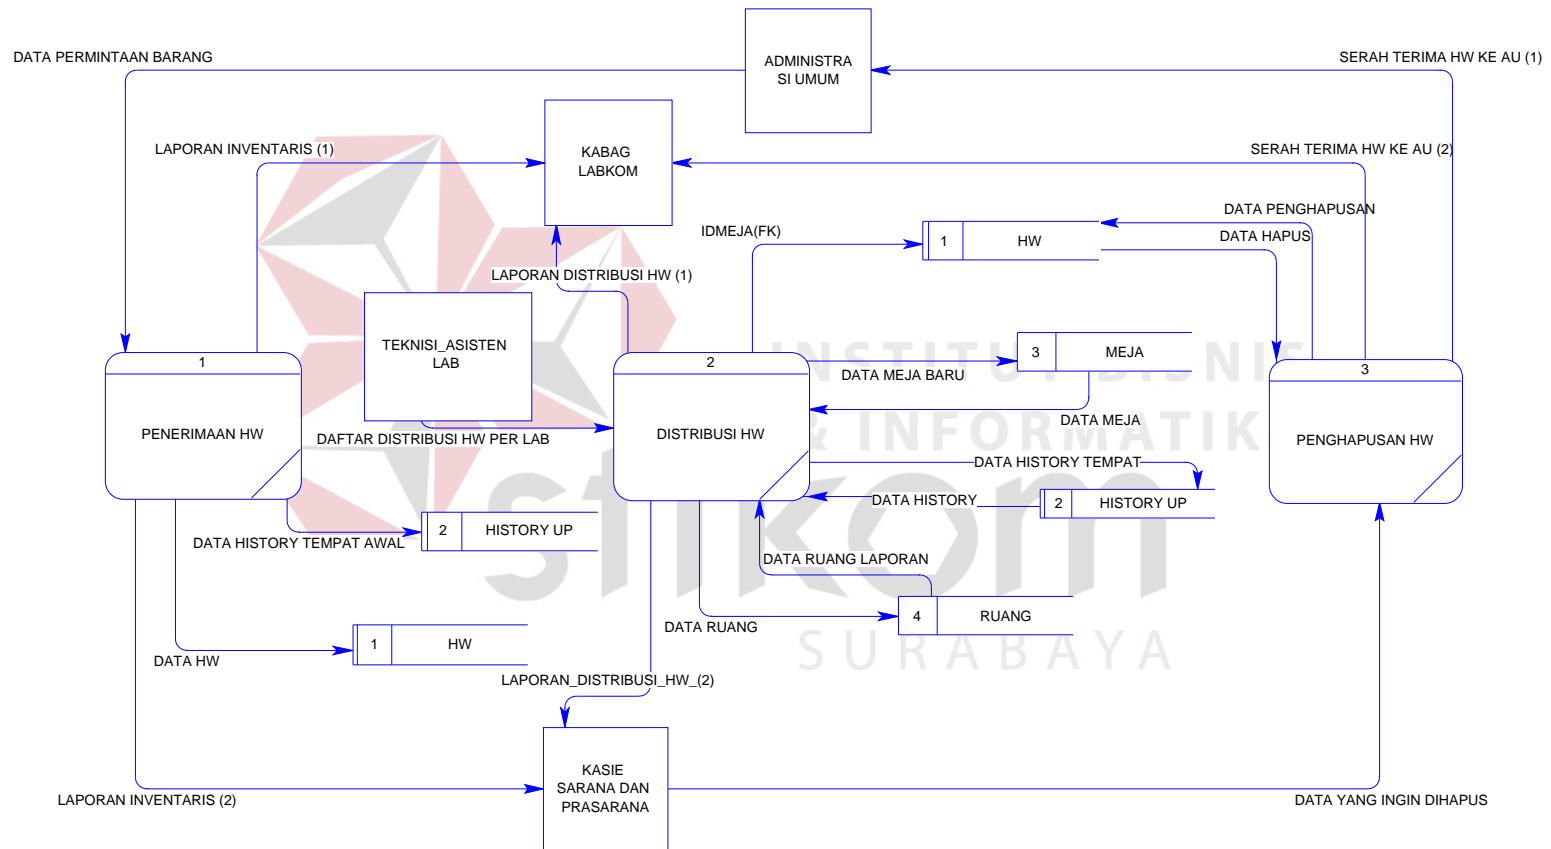 ADMINISTRA
SI UMUM
DATA PERMINTAAN BARANG
SERAH TERIMA HW KE AU (1)
LAPORAN INVENTARIS (1)
KABAG
LABKOM
SERAH TERIMA HW KE AU (2)
IDMEJA(FK)
1 HW
DATA PENGHAPUSAN
DATA HAPUS
LAPORAN DISTRIBUSI HW (1)
TEKNISI_ASISTEN
LAB
1
PENERIMAAN HW
2
DISTRIBUSI HW
3 MEJA
DATA MEJA BARU
DATA MEJA
3
PENGHAPUSAN HW
DAFTAR DISTRIBUSI HW PER LAB
DATA HISTORY TEMPAT
DATA HISTORY
2 HISTORY UP
DATA HISTORY TEMPAT AWAL
2 HISTORY UP
DATA RUANG LAPORAN
4 RUANG
DATA RUANG
DATA HW
1 HW
LAPORAN_DISTRIBUSI_HW_(2)
KASIE
SARANA DAN
PRASARANA
LAPORAN INVENTARIS (2)
DATA YANG INGIN DIHAPUS
INSTITUT BISNIS
& INFORMATIK
stikom
SURABAYA